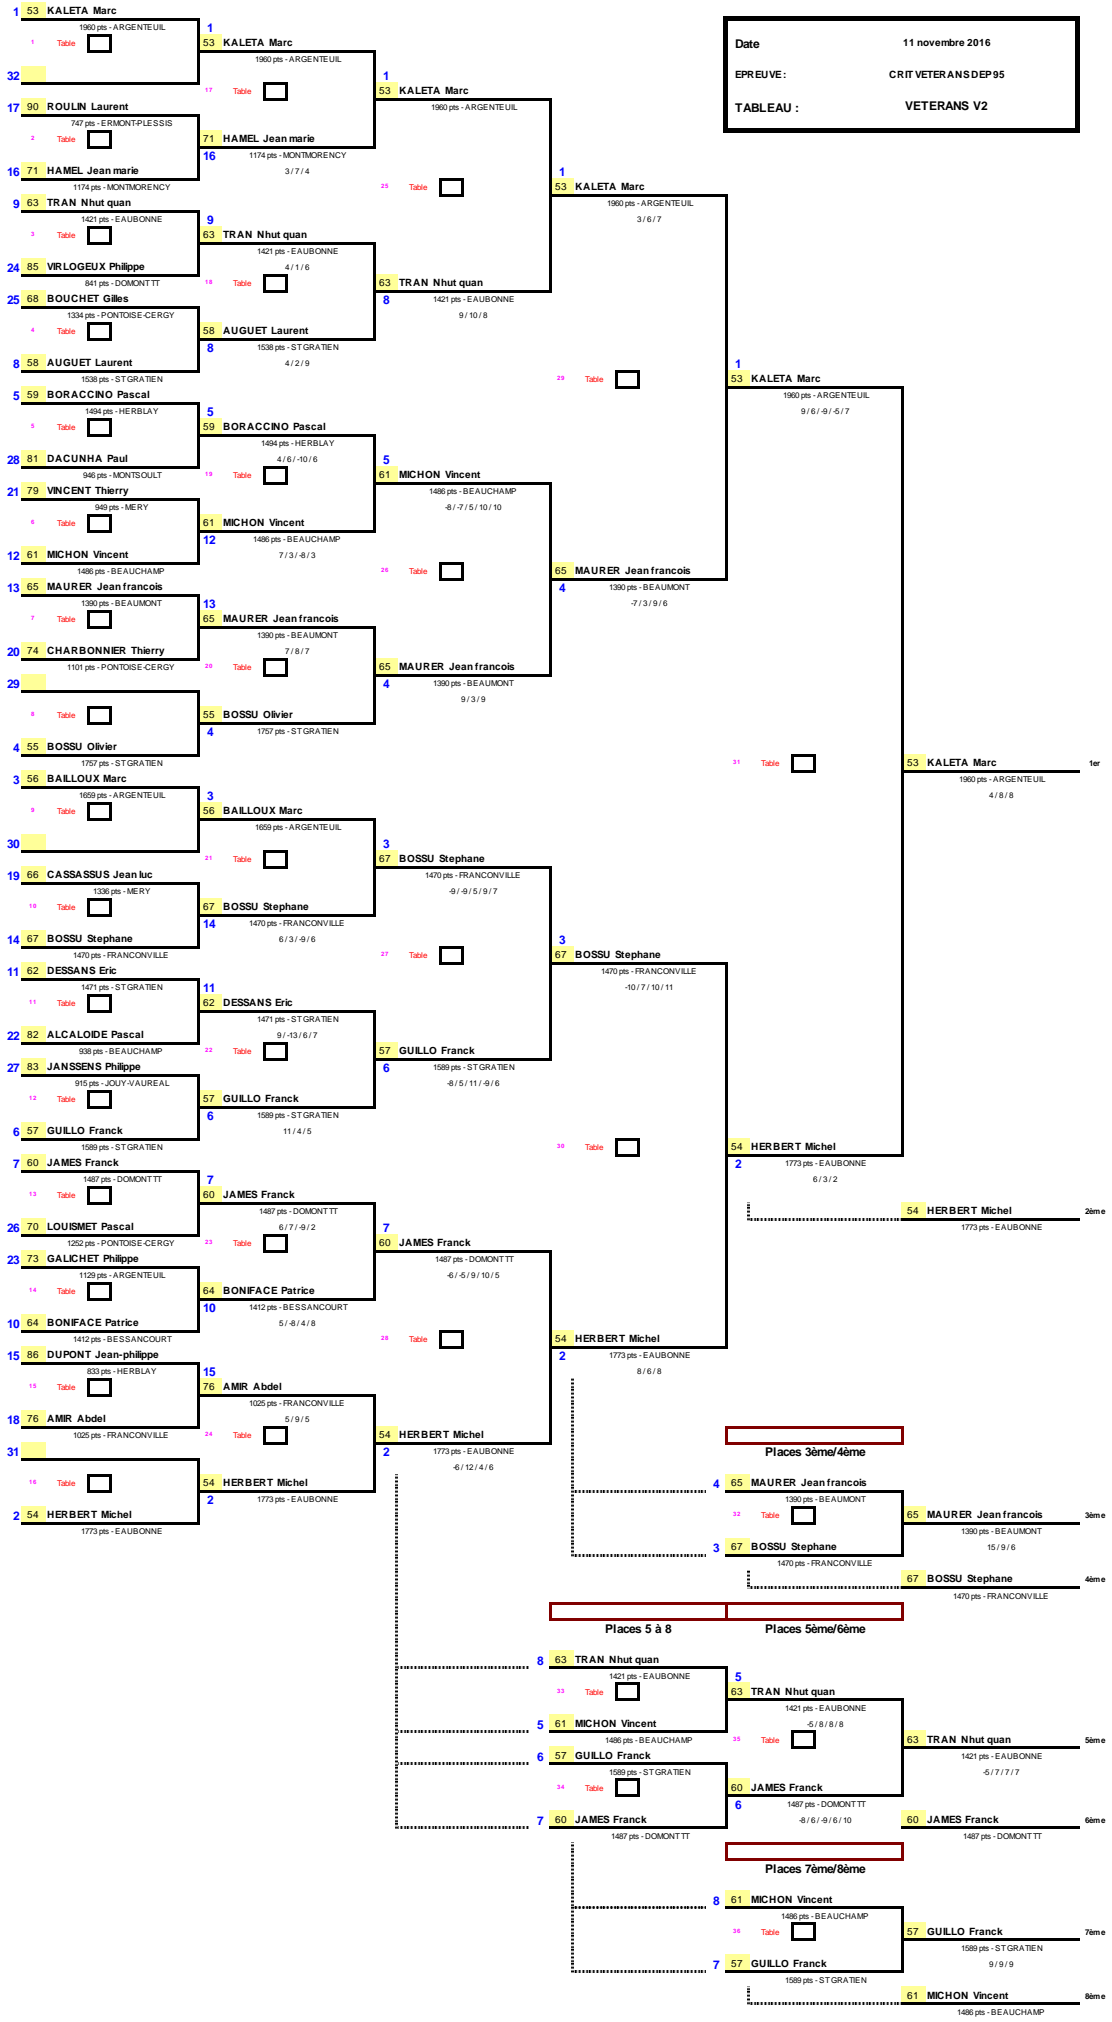 Date 11 novembre 2016
EPREUVE : CRIT VETERANS DEP 95
TABLEAU : VETERANS V2
1 53 KALETA Marc
1960 pts - ARGENTEUIL
1 Table
32
17 90 ROULIN Laurent
747 pts - ERMONT-PLESSIS
2 Table
16 71 HAMEL Jean marie
1174 pts - MONTMORENCY
9 63 TRAN Nhut quan
1421 pts - EAUBONNE
3 Table
24 85 VIRLOGEUX Philippe
841 pts - DOMONT TT
25 68 BOUCHET Gilles
1334 pts - PONTOISE-CERGY
4 Table
8 58 AUGUET Laurent
1538 pts - ST GRATIEN
5 59 BORACCINO Pascal
1494 pts - HERBLAY
5 Table
28 81 DACUNHA Paul
946 pts - MONTSOULT
21 79 VINCENT Thierry
949 pts - MERY
6 Table
12 61 MICHON Vincent
1486 pts - BEAUCHAMP
13 65 MAURER Jean francois
1390 pts - BEAUMONT
7 Table
20 74 CHARBONNIER Thierry
1101 pts - PONTOISE-CERGY
29
8 Table
4 55 BOSSU Olivier
1757 pts - ST GRATIEN
3 56 BAILLOUX Marc
1659 pts - ARGENTEUIL
9 Table
30
19 66 CASSASSUS Jean luc
1336 pts - MERY
10 Table
14 67 BOSSU Stephane
1470 pts - FRANCONVILLE
11 62 DESSANS Eric
1471 pts - ST GRATIEN
11 Table
22 82 ALCALOIDE Pascal
938 pts - BEAUCHAMP
27 83 JANSSENS Philippe
915 pts - JOUY-VAUREAL
12 Table
6 57 GUILLO Franck
1589 pts - ST GRATIEN
7 60 JAMES Franck
1487 pts - DOMONT TT
13 Table
26 70 LOUISMET Pascal
1252 pts - PONTOISE-CERGY
23 73 GALICHET Philippe
1129 pts - ARGENTEUIL
14 Table
10 64 BONIFACE Patrice
1412 pts - BESSANCOURT
15 86 DUPONT Jean-philippe
833 pts - HERBLAY
15 Table
18 76 AMIR Abdel
1025 pts - FRANCONVILLE
31
16 Table
2 54 HERBERT Michel
1773 pts - EAUBONNE
1
53 KALETA Marc
1960 pts - ARGENTEUIL
17 Table
71 HAMEL Jean marie
16
1174 pts - MONTMORENCY
3 / 7 / 4
9
63 TRAN Nhut quan
1421 pts - EAUBONNE
4 / 1 / 6
18 Table
58 AUGUET Laurent
8
1538 pts - ST GRATIEN
4 / 2 / 9
5
59 BORACCINO Pascal
1494 pts - HERBLAY
4 / 6 / -10 / 6
19 Table
61 MICHON Vincent
12
1486 pts - BEAUCHAMP
7 / 3 / -8 / 3
13
65 MAURER Jean francois
1390 pts - BEAUMONT
7 / 8 / 7
20 Table
55 BOSSU Olivier
4
1757 pts - ST GRATIEN
3
56 BAILLOUX Marc
1659 pts - ARGENTEUIL
21 Table
67 BOSSU Stephane
14
1470 pts - FRANCONVILLE
6 / 3 / -9 / 6
11
62 DESSANS Eric
1471 pts - ST GRATIEN
9 / -13 / 6 / 7
22 Table
57 GUILLO Franck
6
1589 pts - ST GRATIEN
11 / 4 / 5
7
60 JAMES Franck
1487 pts - DOMONT TT
6 / 7 / -9 / 2
23 Table
64 BONIFACE Patrice
10
1412 pts - BESSANCOURT
5 / -8 / 4 / 8
15
76 AMIR Abdel
1025 pts - FRANCONVILLE
5 / 9 / 5
24 Table
54 HERBERT Michel
2
1773 pts - EAUBONNE
1
53 KALETA Marc
1960 pts - ARGENTEUIL
25 Table
63 TRAN Nhut quan
8
1421 pts - EAUBONNE
9 / 10 / 8
5
61 MICHON Vincent
1486 pts - BEAUCHAMP
-8 / -7 / 5 / 10 / 10
26 Table
65 MAURER Jean francois
4
1390 pts - BEAUMONT
9 / 3 / 9
3
67 BOSSU Stephane
1470 pts - FRANCONVILLE
-9 / -9 / 5 / 9 / 7
27 Table
57 GUILLO Franck
6
1589 pts - ST GRATIEN
-8 / 5 / 11 / -9 / 6
7
60 JAMES Franck
1487 pts - DOMONT TT
-6 / -5 / 9 / 10 / 5
28 Table
54 HERBERT Michel
2
1773 pts - EAUBONNE
-6 / 12 / 4 / 6
1
53 KALETA Marc
1960 pts - ARGENTEUIL
3 / 6 / 7
29 Table
65 MAURER Jean francois
4
1390 pts - BEAUMONT
-7 / 3 / 9 / 6
3
67 BOSSU Stephane
1470 pts - FRANCONVILLE
-10 / 7 / 10 / 11
30 Table
54 HERBERT Michel
2
1773 pts - EAUBONNE
8 / 6 / 8
1
53 KALETA Marc
1960 pts - ARGENTEUIL
9 / 6 / -9 / -5 / 7
31 Table
54 HERBERT Michel
2
1773 pts - EAUBONNE
6 / 3 / 2
53 KALETA Marc 1er
1960 pts - ARGENTEUIL
4 / 8 / 8
54 HERBERT Michel 2ème
1773 pts - EAUBONNE
Places 3ème/4ème
4 65 MAURER Jean francois
1390 pts - BEAUMONT
32 Table
3 67 BOSSU Stephane
1470 pts - FRANCONVILLE
65 MAURER Jean francois 3ème
1390 pts - BEAUMONT
15 / 9 / 6
67 BOSSU Stephane 4ème
1470 pts - FRANCONVILLE
Places 5 à 8 Places 5ème/6ème
8 63 TRAN Nhut quan
1421 pts - EAUBONNE
33 Table
5 61 MICHON Vincent
1486 pts - BEAUCHAMP
6 57 GUILLO Franck
1589 pts - ST GRATIEN
34 Table
7 60 JAMES Franck
1487 pts - DOMONT TT
5
63 TRAN Nhut quan
1421 pts - EAUBONNE
-5 / 8 / 8 / 8
35 Table
60 JAMES Franck
6
1487 pts - DOMONT TT
-8 / 6 / -9 / 6 / 10
63 TRAN Nhut quan 5ème
1421 pts - EAUBONNE
-5 / 7 / 7 / 7
60 JAMES Franck 6ème
1487 pts - DOMONT TT
Places 7ème/8ème
8 61 MICHON Vincent
1486 pts - BEAUCHAMP
36 Table
7 57 GUILLO Franck
1589 pts - ST GRATIEN
57 GUILLO Franck 7ème
1589 pts - ST GRATIEN
9 / 9 / 9
61 MICHON Vincent 8ème
1486 pts - BEAUCHAMP